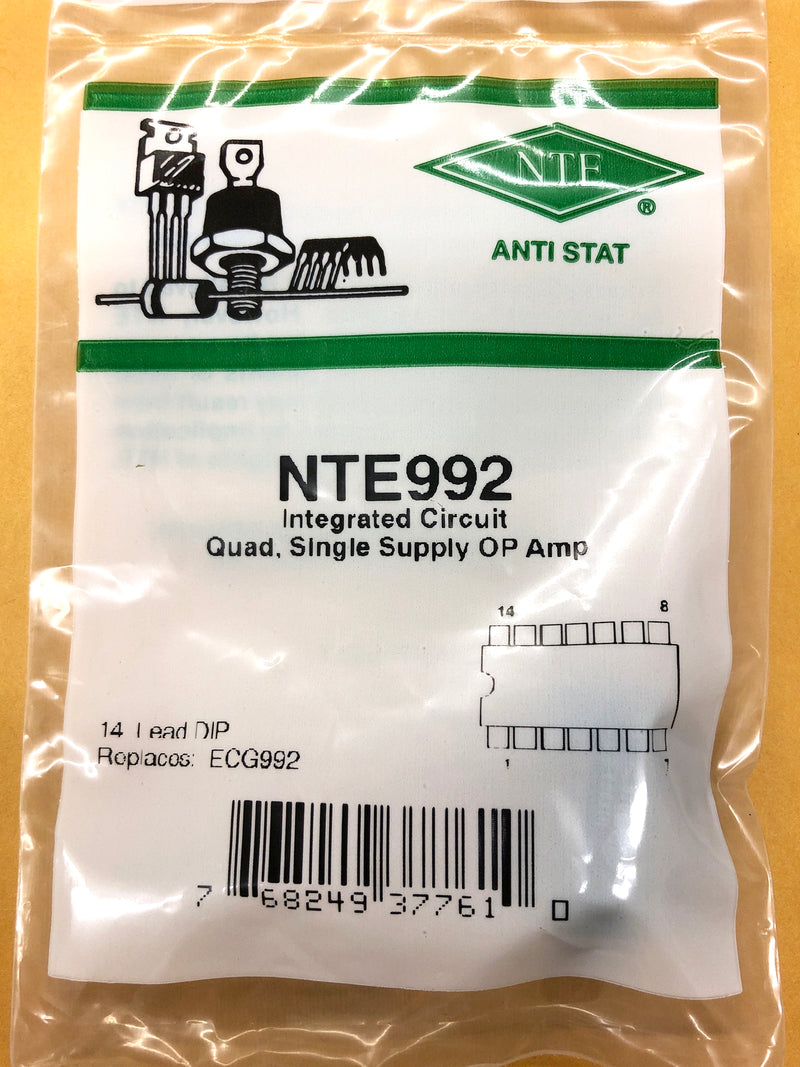 NTE
®
ANTI STAT
NTE992
Integrated Circuit
Quad, Single Supply OP Amp
14 8
14 Lead DIP
Replaces: ECG992
1
7 68249 37761 0